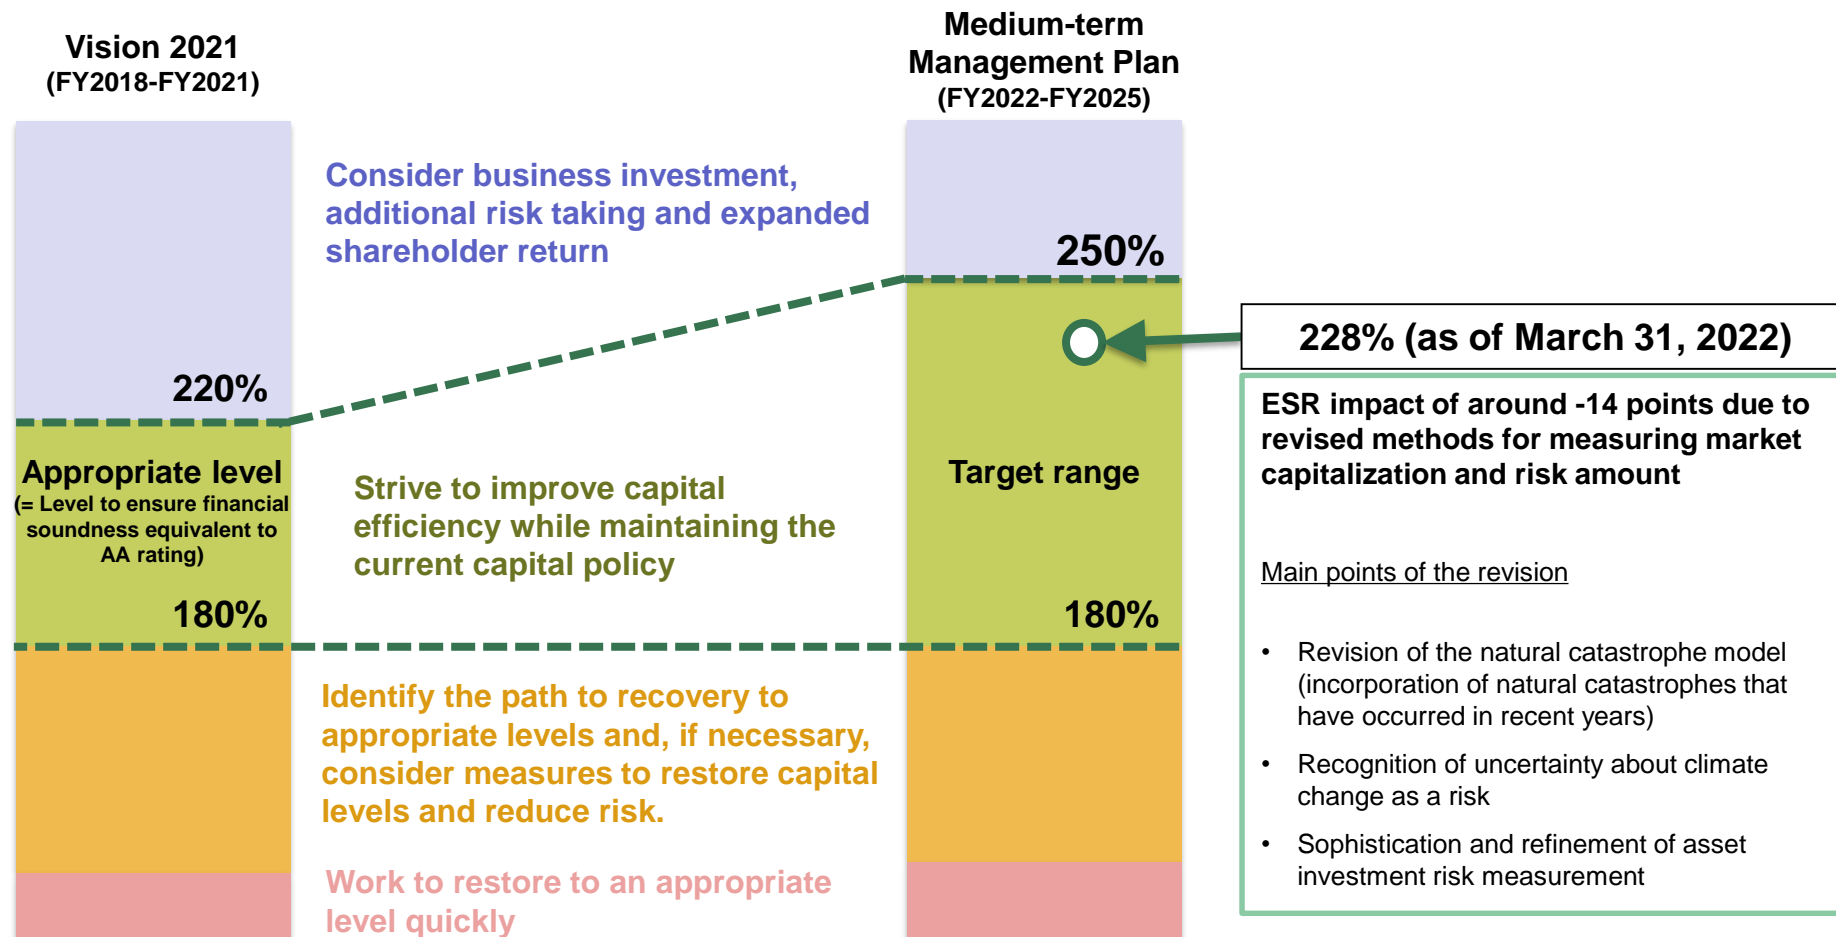 Vision 2021
(FY2018-FY2021)
Medium-term
Management Plan
(FY2022-FY2025)
Consider business investment,
additional risk taking and expanded
shareholder return
220%
250%
228% (as of March 31, 2022)
Appropriate level
(= Level to ensure financial
soundness equivalent to
AA rating)
180%
Strive to improve capital
efficiency while maintaining the
current capital policy
Target range
180%
Identify the path to recovery to
appropriate levels and, if necessary,
consider measures to restore capital
levels and reduce risk.
Work to restore to an appropriate
level quickly
ESR impact of around -14 points due to
revised methods for measuring market
capitalization and risk amount
Main points of the revision
• Revision of the natural catastrophe model
(incorporation of natural catastrophes that
have occurred in recent years)
• Recognition of uncertainty about climate
change as a risk
• Sophistication and refinement of asset
investment risk measurement